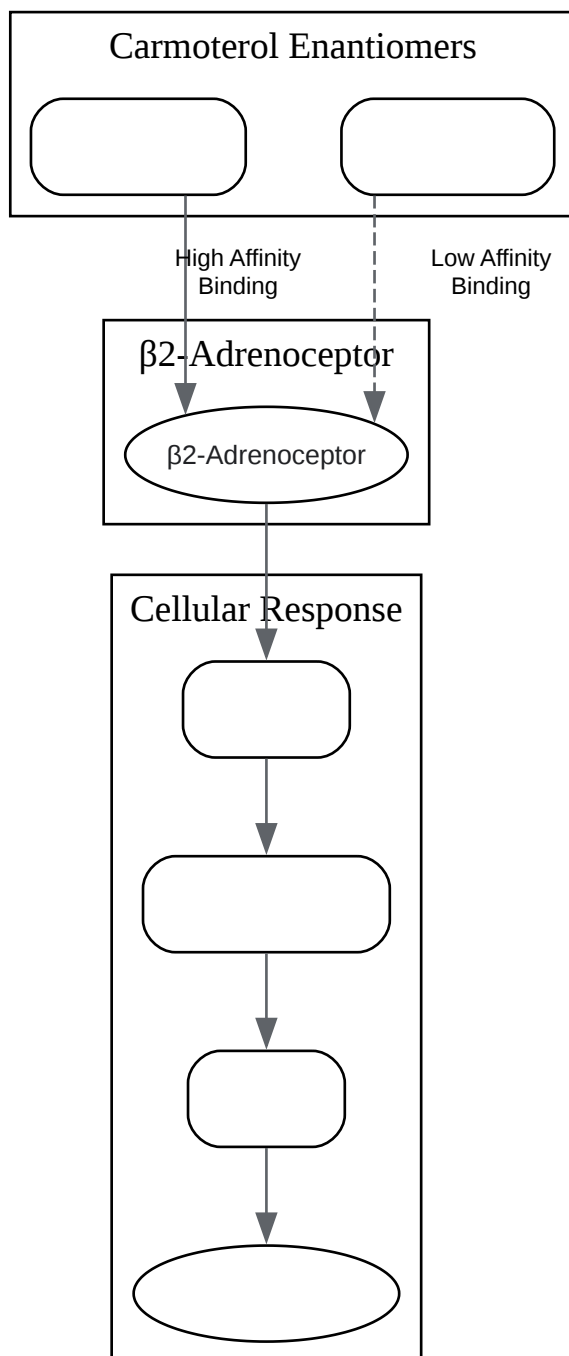 Carmoterol Enantiomers
High Affinity
Binding
Low Affinity
Binding
β2-Adrenoceptor
β2-Adrenoceptor
Cellular Response